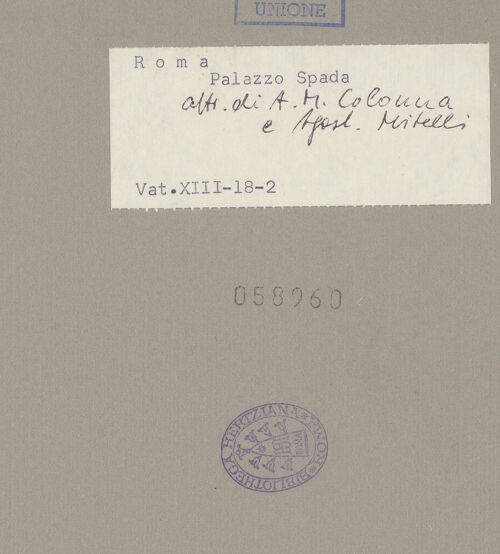 UNIONE
R o m a
Palazzo Spada
affr. di A. M. Colonna
e Agost. Mitelli
Vat.XIII-18-2
058960
BIBLIOTHECA HERTZIANA * ROMA *